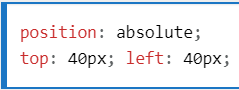 position: absolute;
top: 40px; left: 40px;